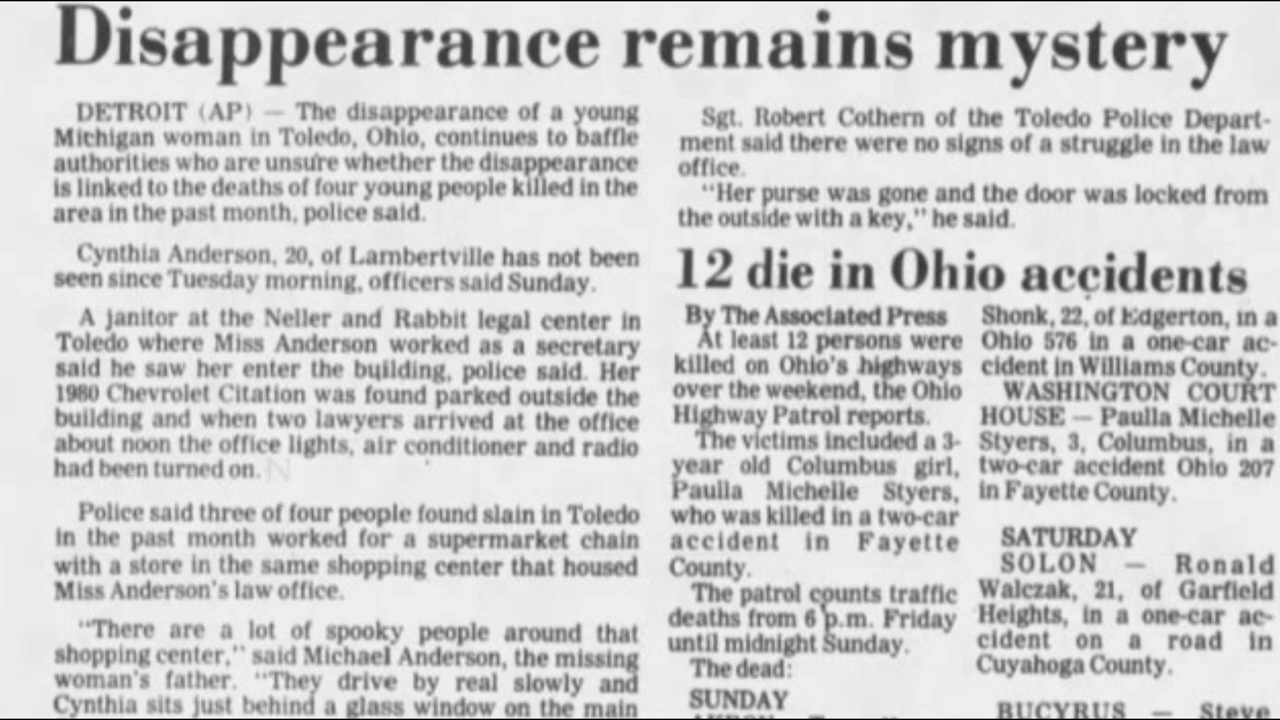 Disappearance remains mystery
DETROIT (AP) — The disappearance of a young
Michigan woman in Toledo, Ohio, continues to baffle
authorities who are unsure whether the disappearance
is linked to the deaths of four young people killed in the
area in the past month, police said.
Cynthia Anderson, 20, of Lambertville has not been
seen since Tuesday morning, officers said Sunday.
A janitor at the Neller and Rabbit legal center in
Toledo where Miss Anderson worked as a secretary
said he saw her enter the building, police said. Her
1980 Chevrolet Citation was found parked outside the
building and when two lawyers arrived at the office
about noon the office lights, air conditioner and radio
had been turned on.
Police said three of four people found slain in Toledo
in the past month worked for a supermarket chain
with a store in the same shopping center that housed
Miss Anderson's law office.
"There are a lot of spooky people around that
shopping center," said Michael Anderson, the missing
woman's father. "They drive by real slowly and
Cynthia sits just behind a glass window on the main
Sgt. Robert Cothern of the Toledo Police Depart-
ment said there were no signs of a struggle in the law
office.
"Her purse was gone and the door was locked from
the outside with a key," he said.
12 die in Ohio accidents
By The Associated Press
At least 12 persons were
killed on Ohio's highways
over the weekend, the Ohio
Highway Patrol reports.
The victims included a 3-
year old Columbus girl,
Paulla Michelle Styers,
who was killed in a two-car
accident in Fayette
County.
The patrol counts traffic
deaths from 6 p.m. Friday
until midnight Sunday.
The dead:
SUNDAY
Shonk, 22, of Edgerton, in a
Ohio 576 in a one-car ac-
cident in Williams County.
WASHINGTON COURT
HOUSE — Paulla Michelle
Styers, 3, Columbus, in a
two-car accident Ohio 207
in Fayette County.
SATURDAY
SOLON — Ronald
Walczak, 21, of Garfield
Heights, in a one-car ac-
cident on a road in
Cuyahoga County.
BUCYRUS — Steve